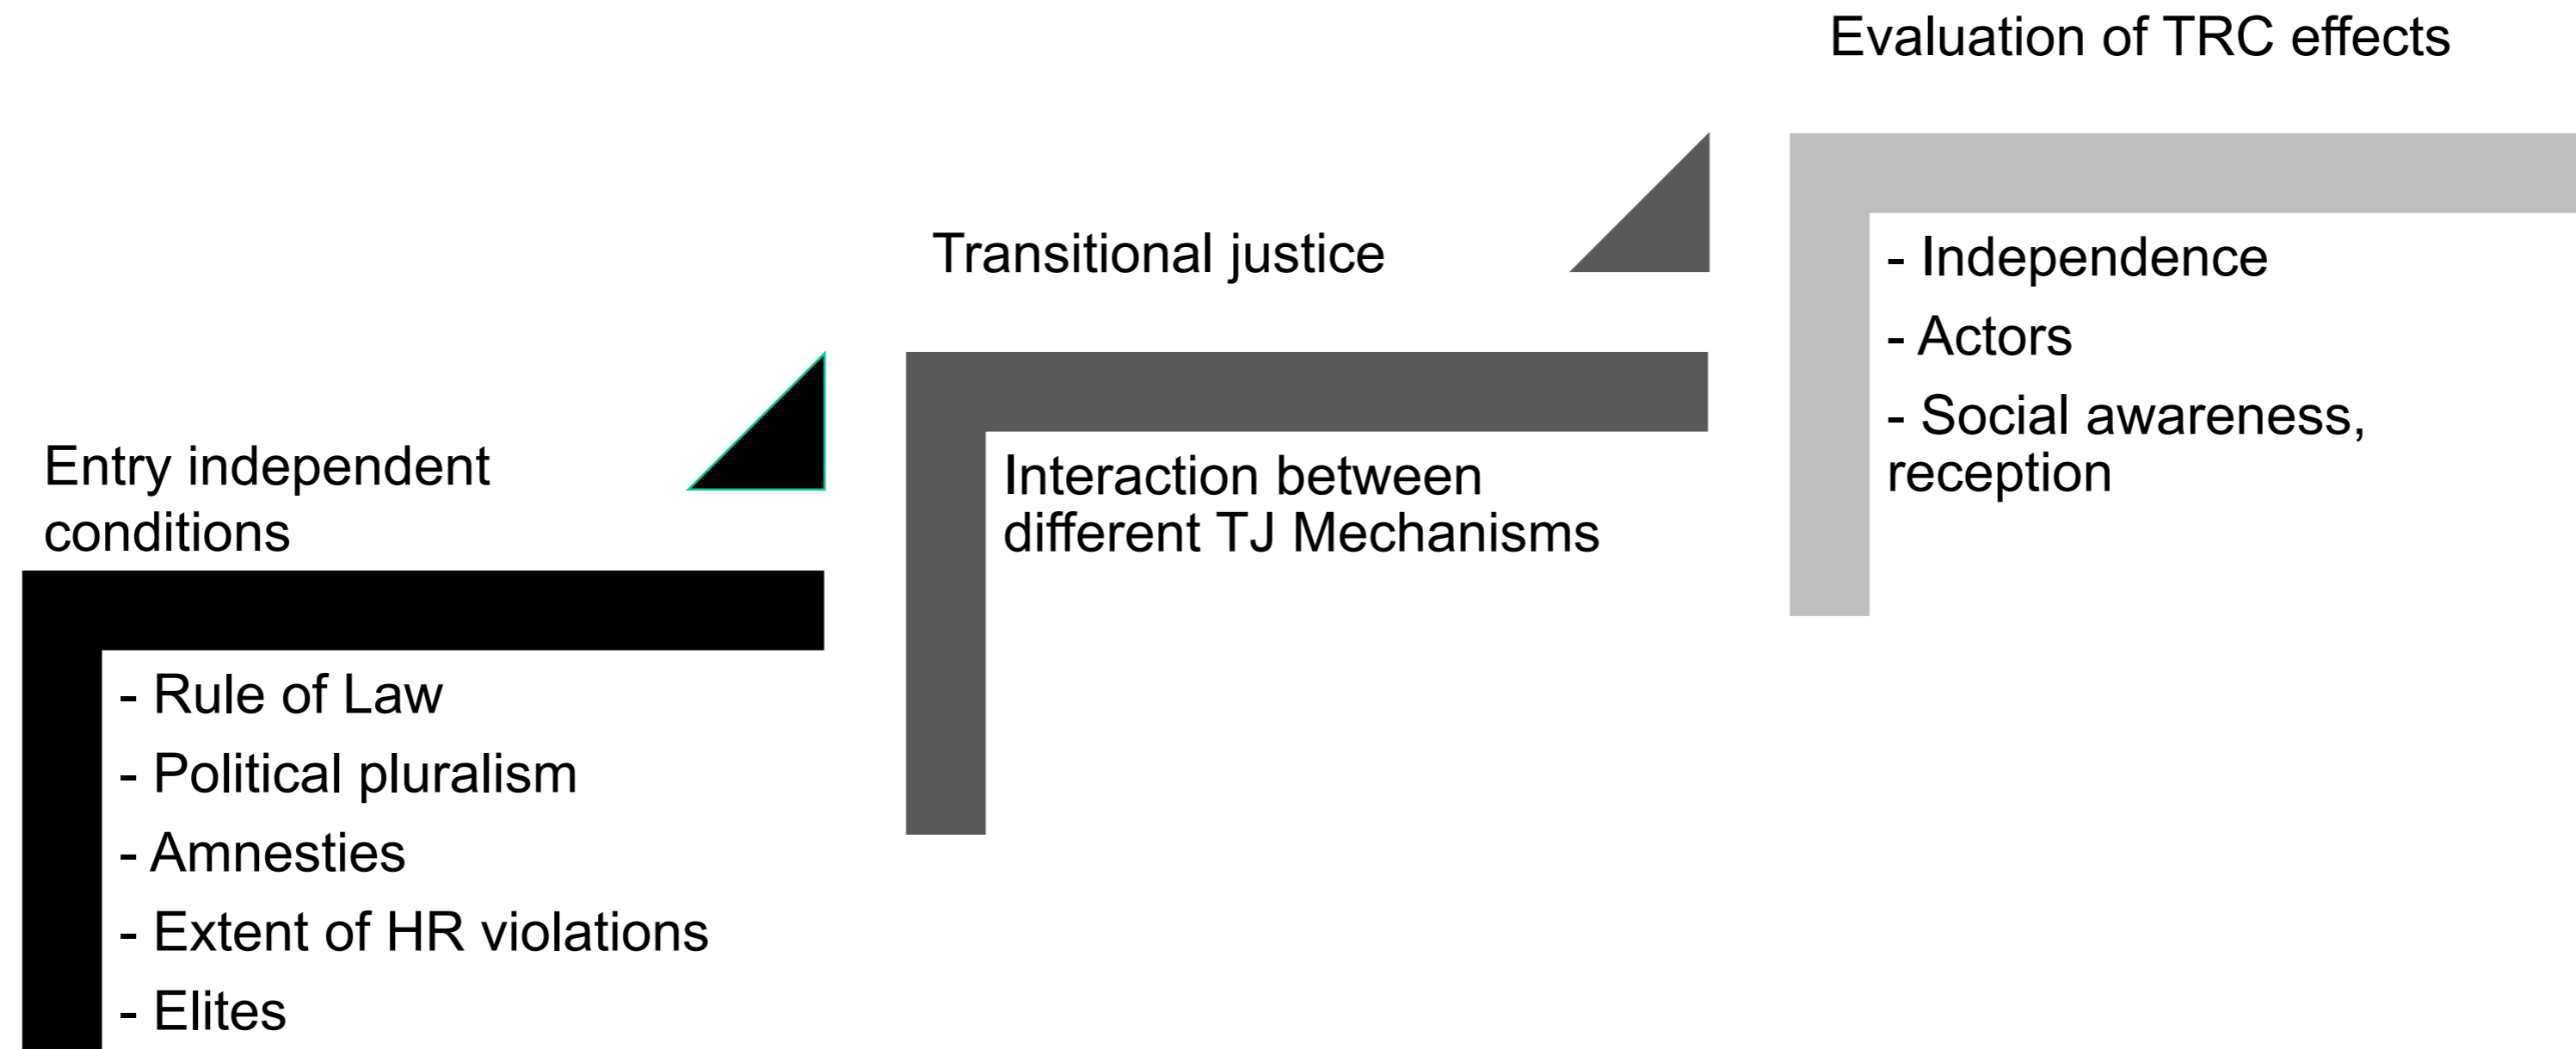 Entry independent
conditions
- Rule of Law
- Political pluralism
- Amnesties
- Extent of HR violations
- Elites
Transitional justice
Interaction between
different TJ Mechanisms
Evaluation of TRC effects
- Independence
- Actors
- Social awareness,
reception